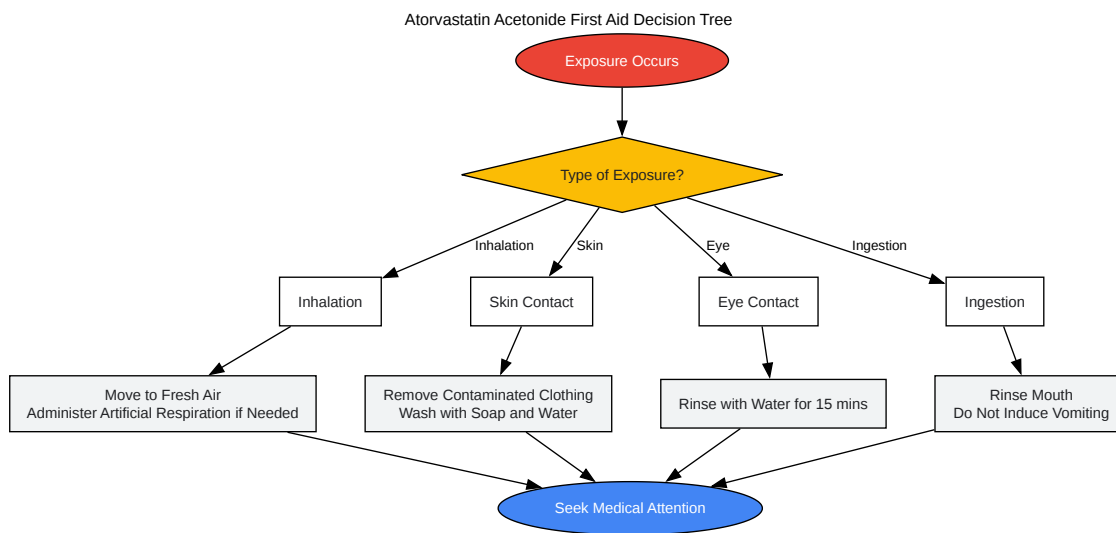 Atorvastatin Acetonide First Aid Decision Tree
Exposure Occurs
Type of Exposure?
Inhalation
Skin
Eye
Ingestion
Inhalation
Skin Contact
Eye Contact
Ingestion
Move to Fresh Air
Administer Artificial Respiration if Needed
Remove Contaminated Clothing
Wash with Soap and Water
Rinse with Water for 15 mins
Rinse Mouth
Do Not Induce Vomiting
Seek Medical Attention